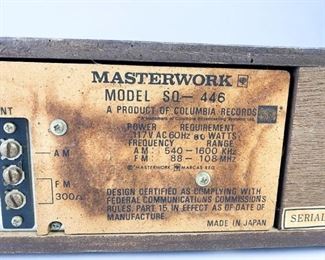 MASTERWORK
MODEL SQ-446
A PRODUCT OF COLUMBIA RECORDS
POWER REQUIREMENT
117V AC 60Hz 80 WATTS
FREQUENCY RANGE
AM: 540-1600 KHz
FM: 88-108 MHz
© MASTERWORK MARCAS REG
DESIGN CERTIFIED AS COMPLYING WITH
FEDERAL COMMUNICATIONS COMMISSIONS
RULES, PART 15, IN EFFECT AS OF DATE OF
MANUFACTURE.
MADE IN JAPAN
NT
AM
FM
300Ω
SERIAL